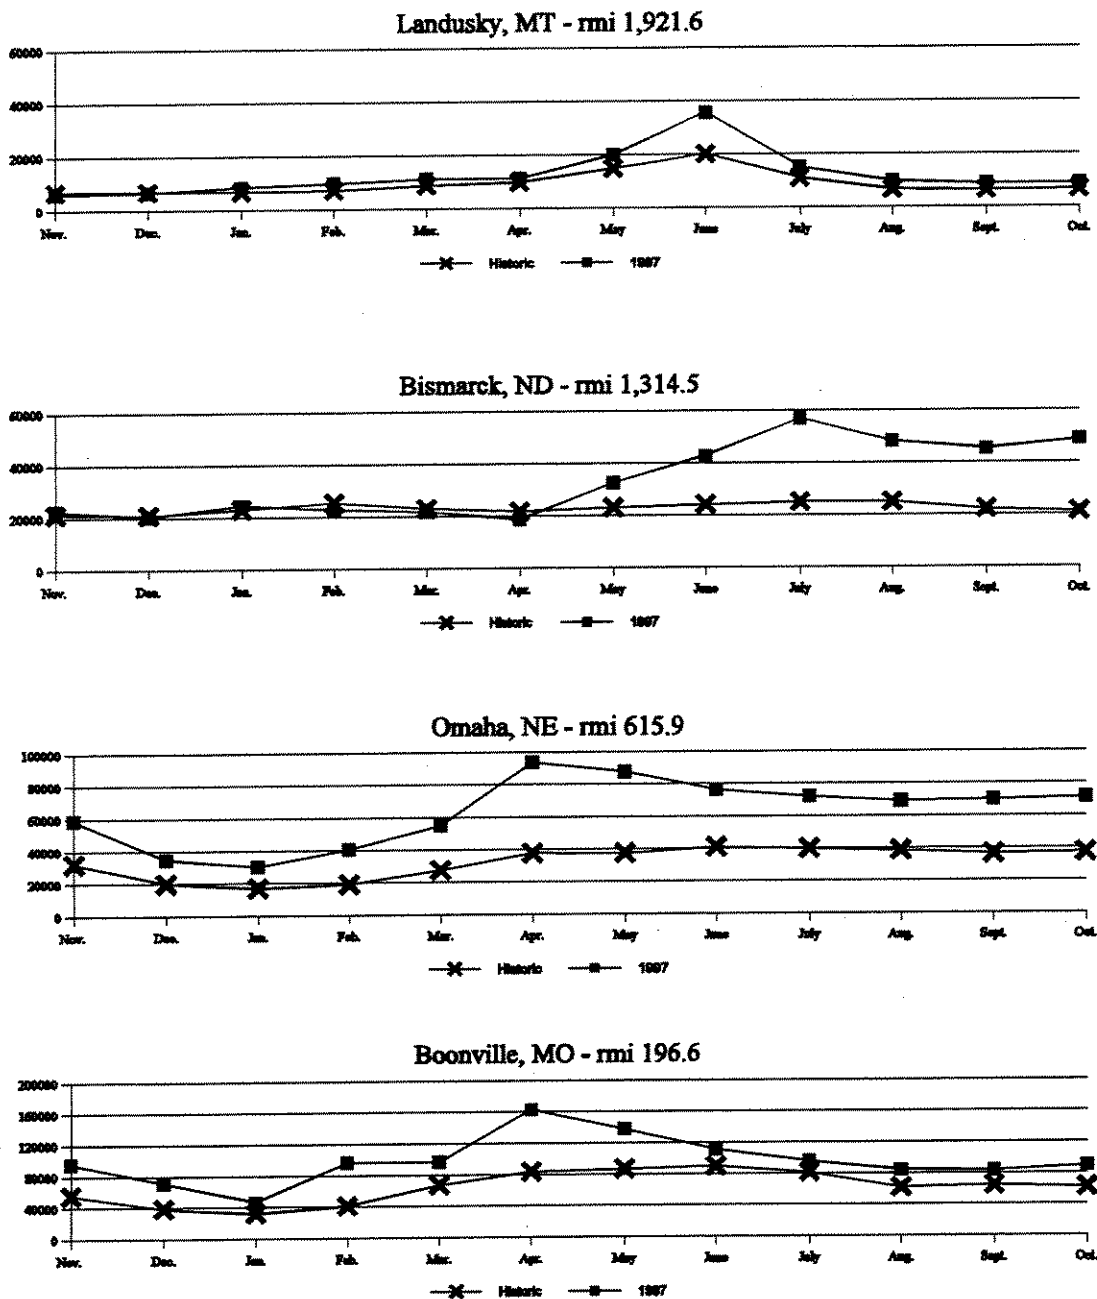 Landusky, MT - rmi 1,921.6
60000
40000
20000
0
Nov. Dec. Jan. Feb. Mar. Apr. May June July Aug. Sept. Oct.
Historic 1997
Bismarck, ND - rmi 1,314.5
60000
40000
20000
0
Nov. Dec. Jan. Feb. Mar. Apr. May June July Aug. Sept. Oct.
Historic 1997
Omaha, NE - rmi 615.9
100000
80000
60000
40000
20000
0
Nov. Dec. Jan. Feb. Mar. Apr. May June July Aug. Sept. Oct.
Historic 1997
Boonville, MO - rmi 196.6
200000
160000
120000
80000
40000
0
Nov. Dec. Jan. Feb. Mar. Apr. May June July Aug. Sept. Oct.
Historic 1997